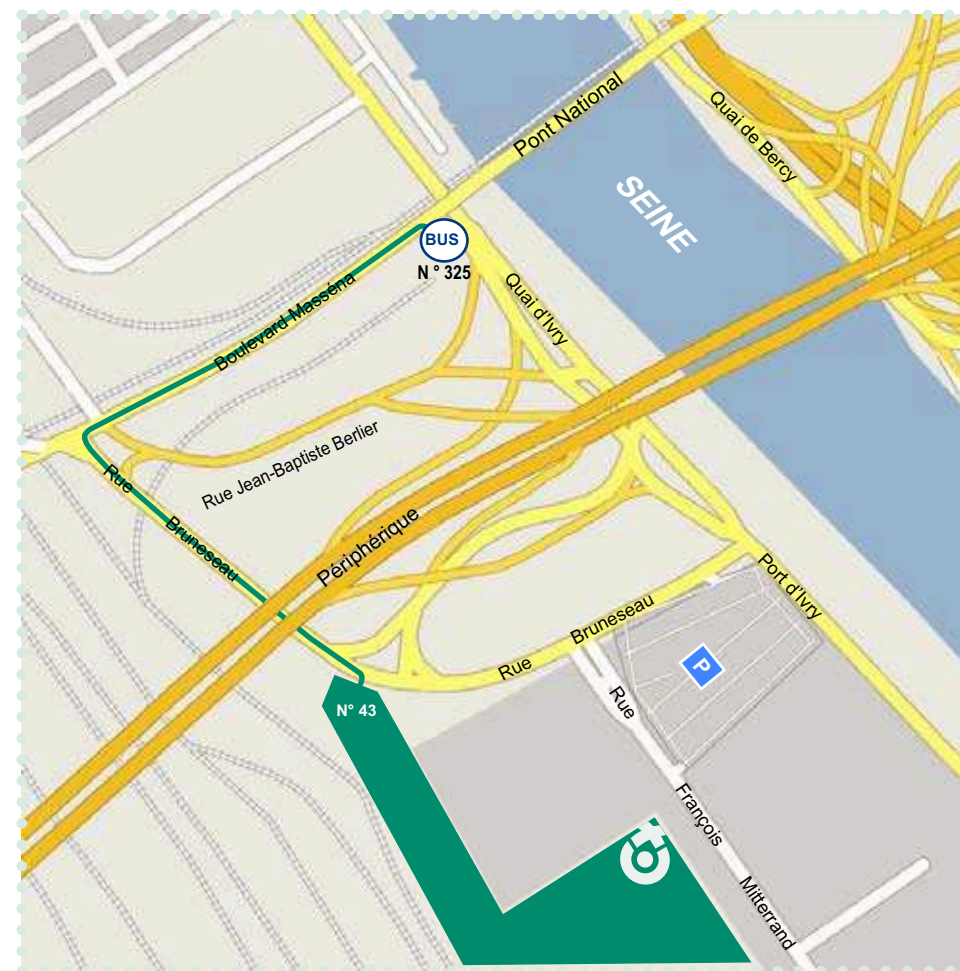 Pont National
Quai de Bercy
SEINE
BUS
N ° 325
Quai d'Ivry
Boulevard Masséna
Rue Jean-Baptiste Berlier
Rue
Bruneseau
Périphérique
Port d'Ivry
Bruneseau
Rue
P
Rue
N° 43
François
Mitterrand